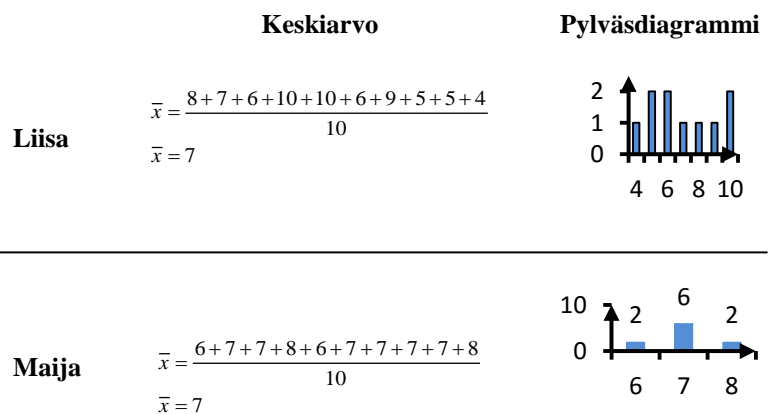 Keskiarvo Pylväsdiagrammi
Liisa
x̄ = (8+7+6+10+10+6+9+5+5+4)/10
x̄ = 7
2
1
0
4 6 8 10
Maija
x̄ = (6+7+7+8+6+7+7+7+7+8)/10
x̄ = 7
10
0
2 6 2
6 7 8